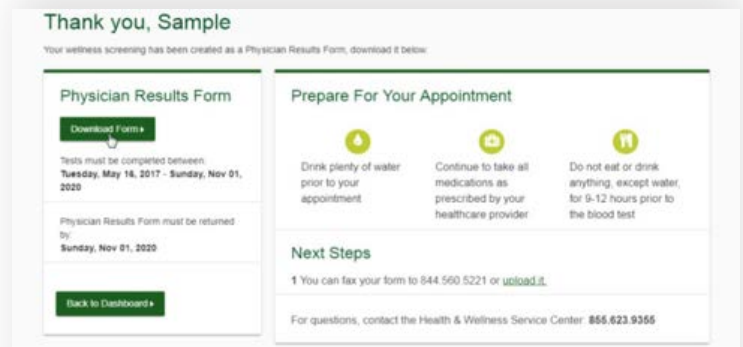 Thank you, Sample
Your wellness screening has been created as a Physician Results Form, download it below.
Physician Results Form
Download Form
Tests must be completed between:
Tuesday, May 16, 2017 - Sunday, Nov 01,
2020
Physician Results Form must be returned
by:
Sunday, Nov 01, 2020
Back to Dashboard
Prepare For Your Appointment
Drink plenty of water
prior to your
appointment
Continue to take all
medications as
prescribed by your
healthcare provider
Do not eat or drink
anything, except water,
for 9-12 hours prior to
the blood test
Next Steps
1 You can fax your form to 844.560.5221 or upload it.
For questions, contact the Health & Wellness Service Center: 855.623.9355